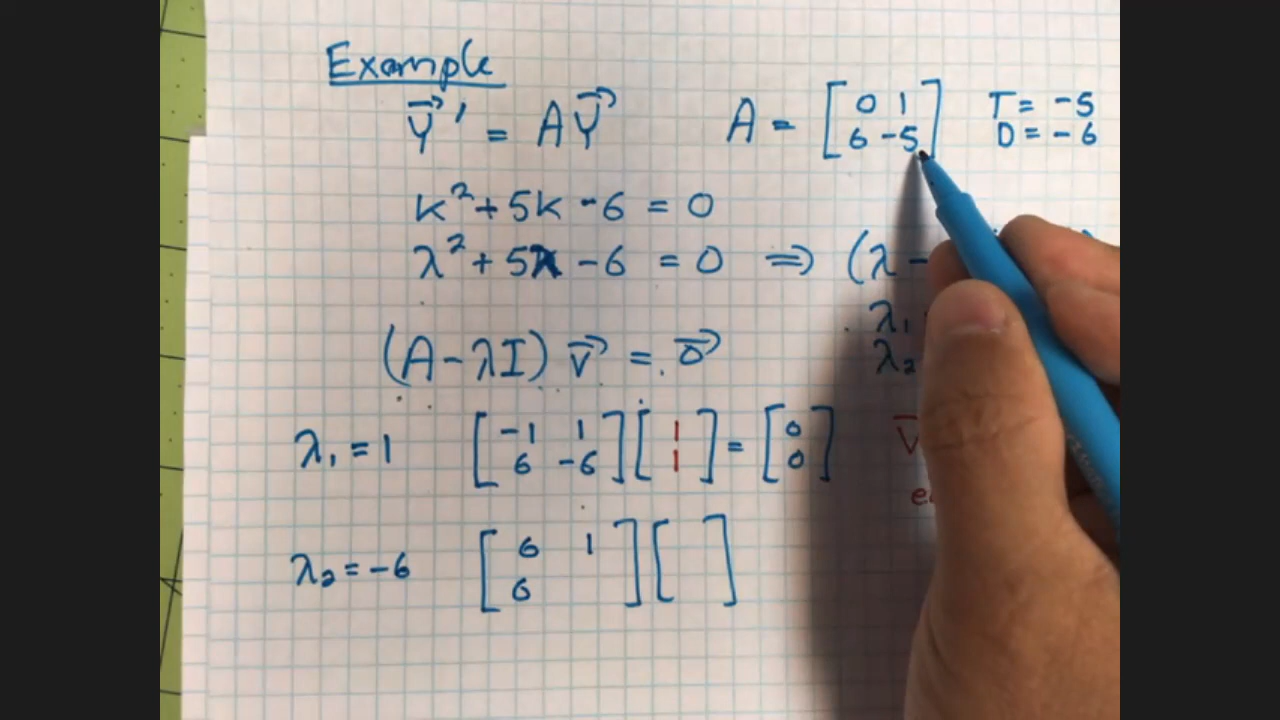 Example
Y⃗' = AY⃗ A = [0 1; 6 -5] T = -5 D = -6
k² + 5k - 6 = 0
λ² + 5λ - 6 = 0 ⇒ (λ -
λ₁
λ₂
(A - λI) v⃗ = 0⃗
λ₁ = 1 [-1 1; 6 -6] [1; 1] = [0; 0]
λ₂ = -6 [6 1; 6 ] [ ]